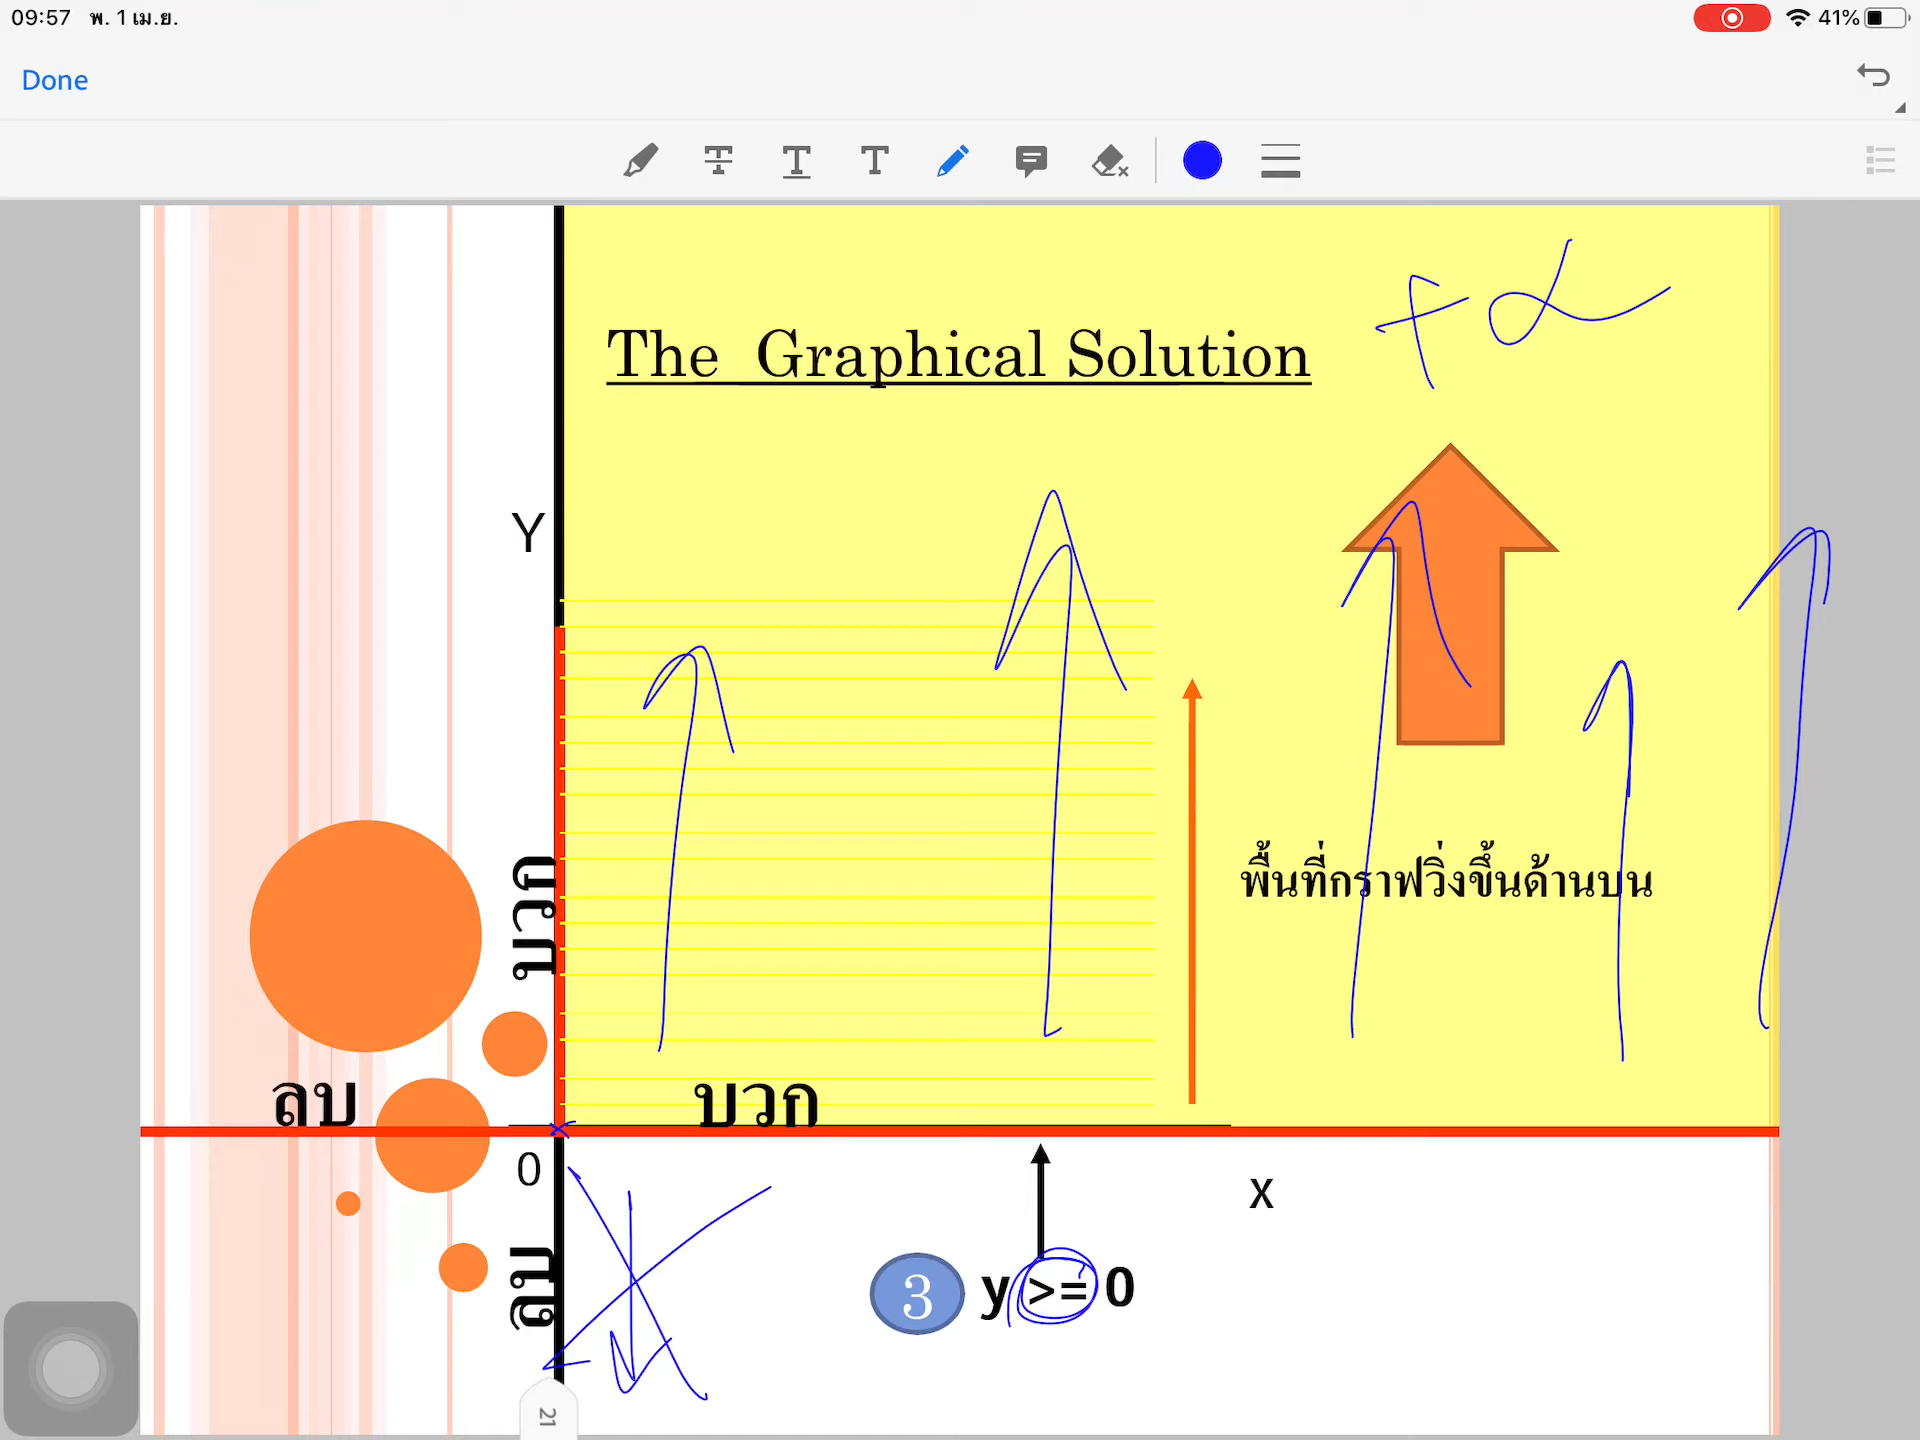 09:57 พ. 1 เม.ย. 41%
Done
T T T
+∝
The Graphical Solution
Y
บวก
พื้นที่กราฟวิ่งขึ้นด้านบน
ลบ บวก
0
X
ลบ
3 y >= 0
21